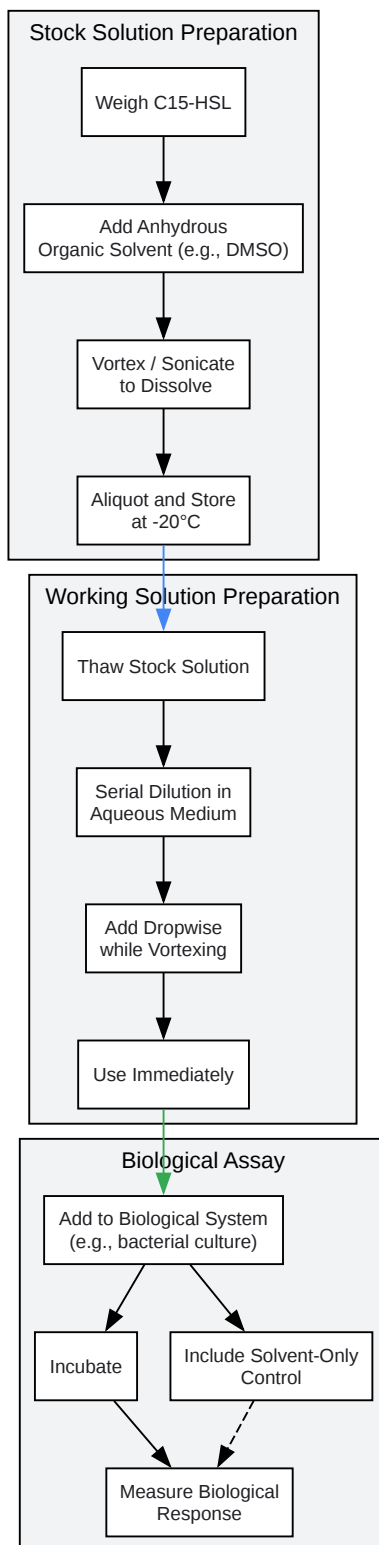 Stock Solution Preparation
Weigh C15-HSL
Add Anhydrous
Organic Solvent (e.g., DMSO)
Vortex / Sonicate
to Dissolve
Aliquot and Store
at -20°C
Working Solution Preparation
Thaw Stock Solution
Serial Dilution in
Aqueous Medium
Add Dropwise
while Vortexing
Use Immediately
Biological Assay
Add to Biological System
(e.g., bacterial culture)
Incubate
Include Solvent-Only
Control
Measure Biological
Response